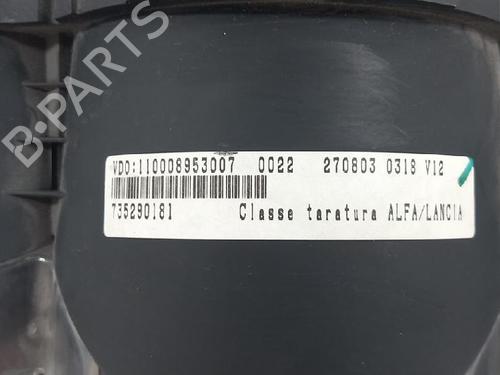 B-PARTS
VDO:110008953007 0022 270803 0318 V12
735290181 Classe taratura ALFA/LANCIA